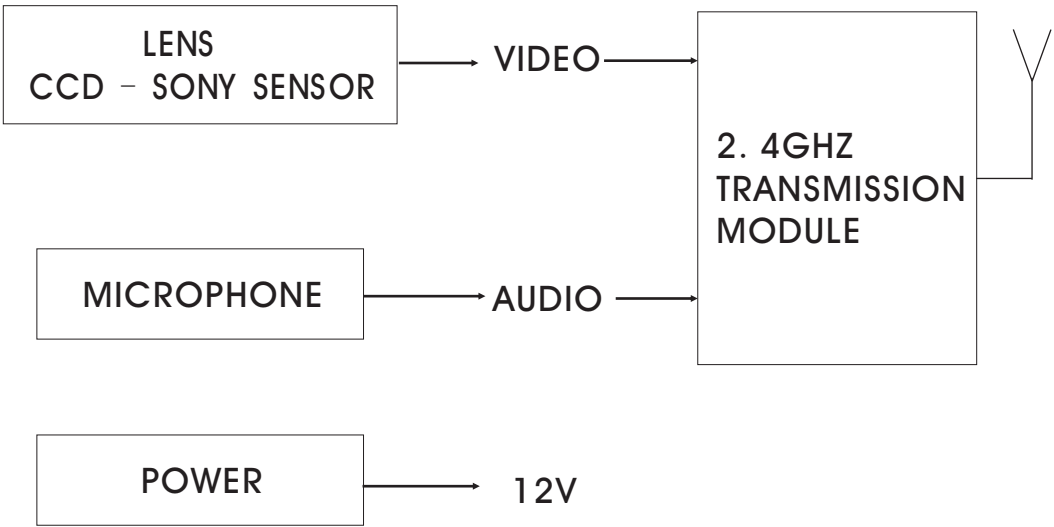 LENS
CCD – SONY SENSOR
VIDEO
2. 4GHZ
TRANSMISSION
MODULE
MICROPHONE
AUDIO
POWER
12V